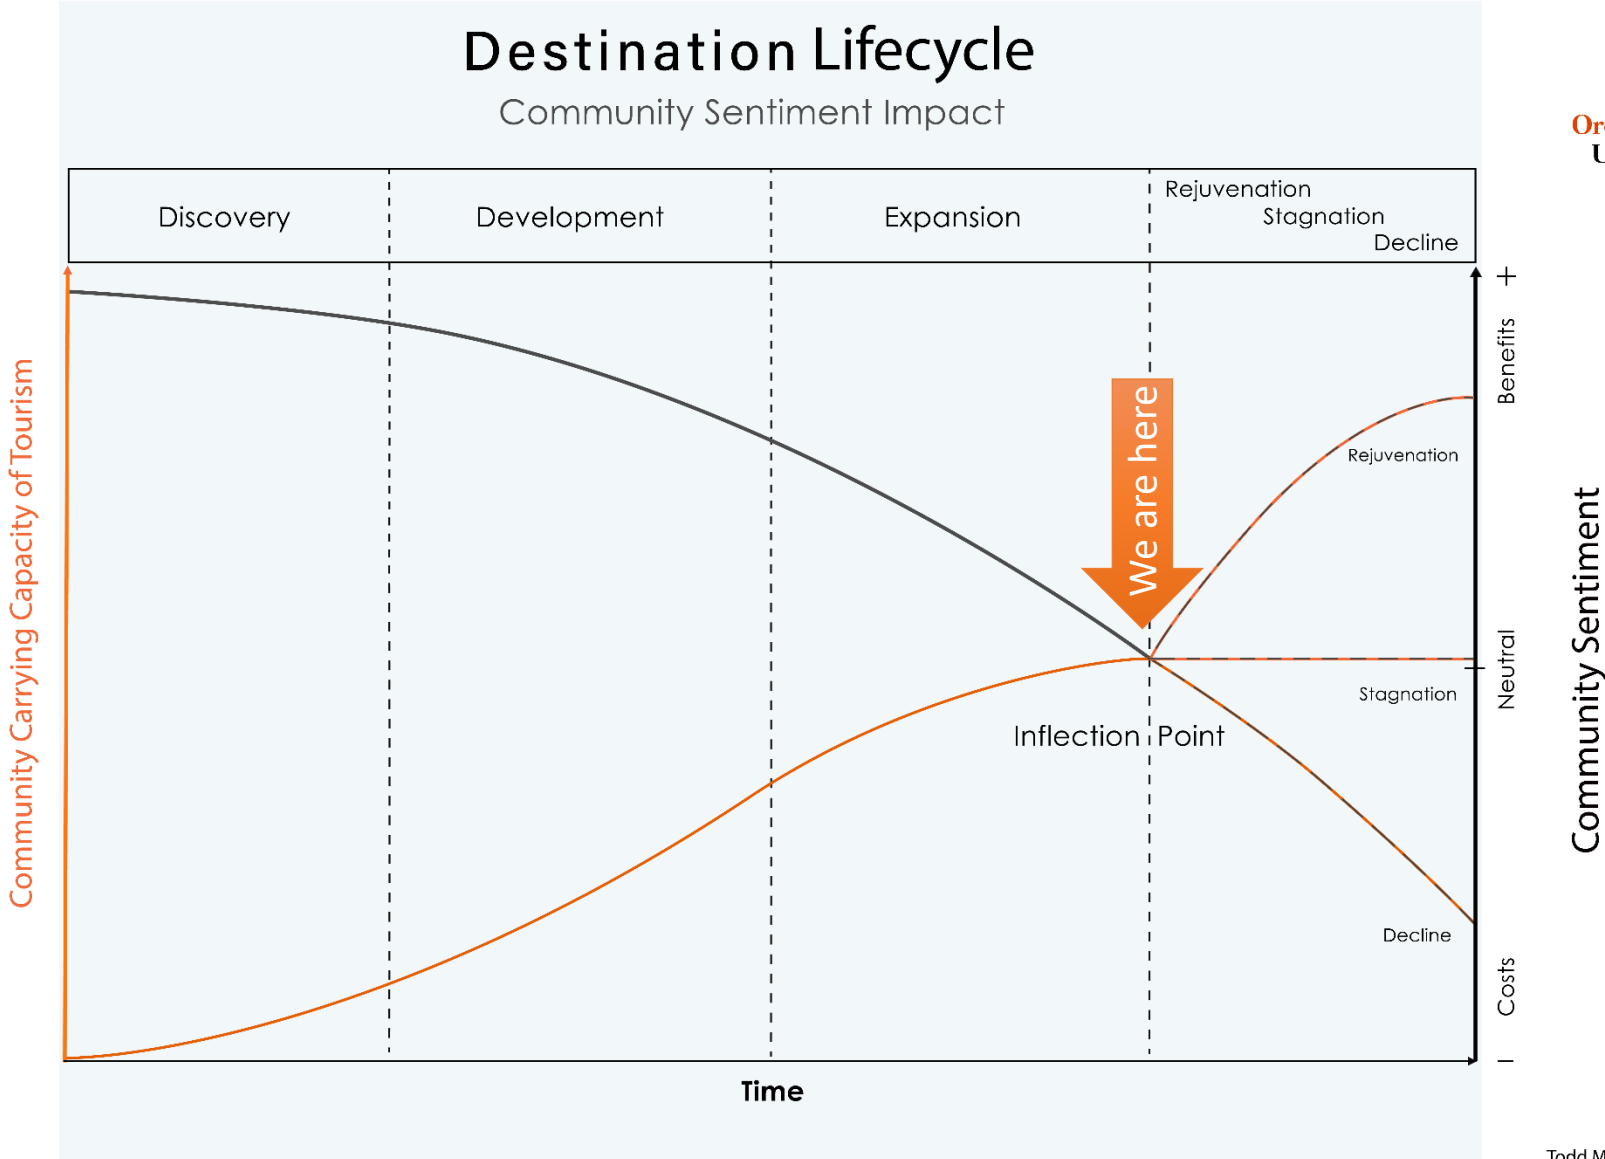 Destination Lifecycle
Community Sentiment Impact
Discovery
Development
Expansion
Rejuvenation
Stagnation
Decline
Community Carrying Capacity of Tourism
We are here
Rejuvenation
Stagnation
Inflection Point
Decline
+
Benefits
Neutral
Costs
–
Community Sentiment
Time
Todd M